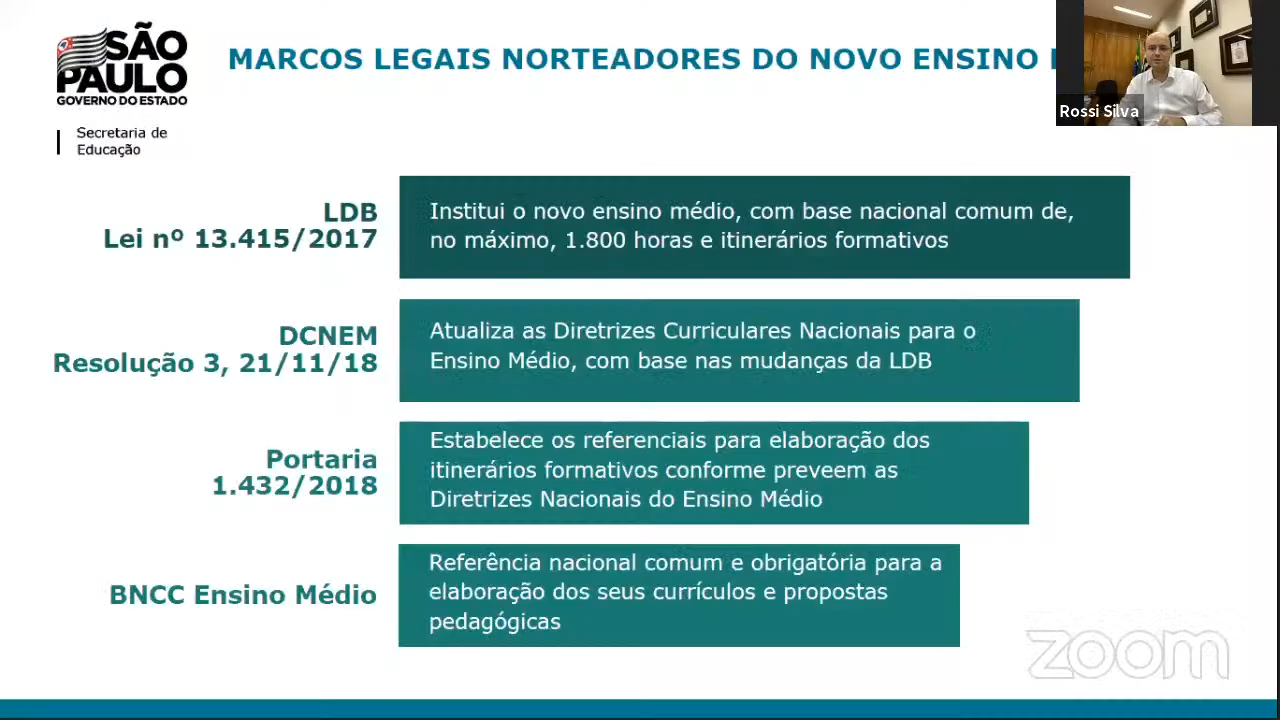 SÃO
PAULO
GOVERNO DO ESTADO
Secretaria de
Educação
MARCOS LEGAIS NORTEADORES DO NOVO ENSINO
Rossi Silva
LDB
Lei nº 13.415/2017
Institui o novo ensino médio, com base nacional comum de,
no máximo, 1.800 horas e itinerários formativos
DCNEM
Resolução 3, 21/11/18
Atualiza as Diretrizes Curriculares Nacionais para o
Ensino Médio, com base nas mudanças da LDB
Portaria
1.432/2018
Estabelece os referenciais para elaboração dos
itinerários formativos conforme preveem as
Diretrizes Nacionais do Ensino Médio
BNCC Ensino Médio
Referência nacional comum e obrigatória para a
elaboração dos seus currículos e propostas
pedagógicas
zoom